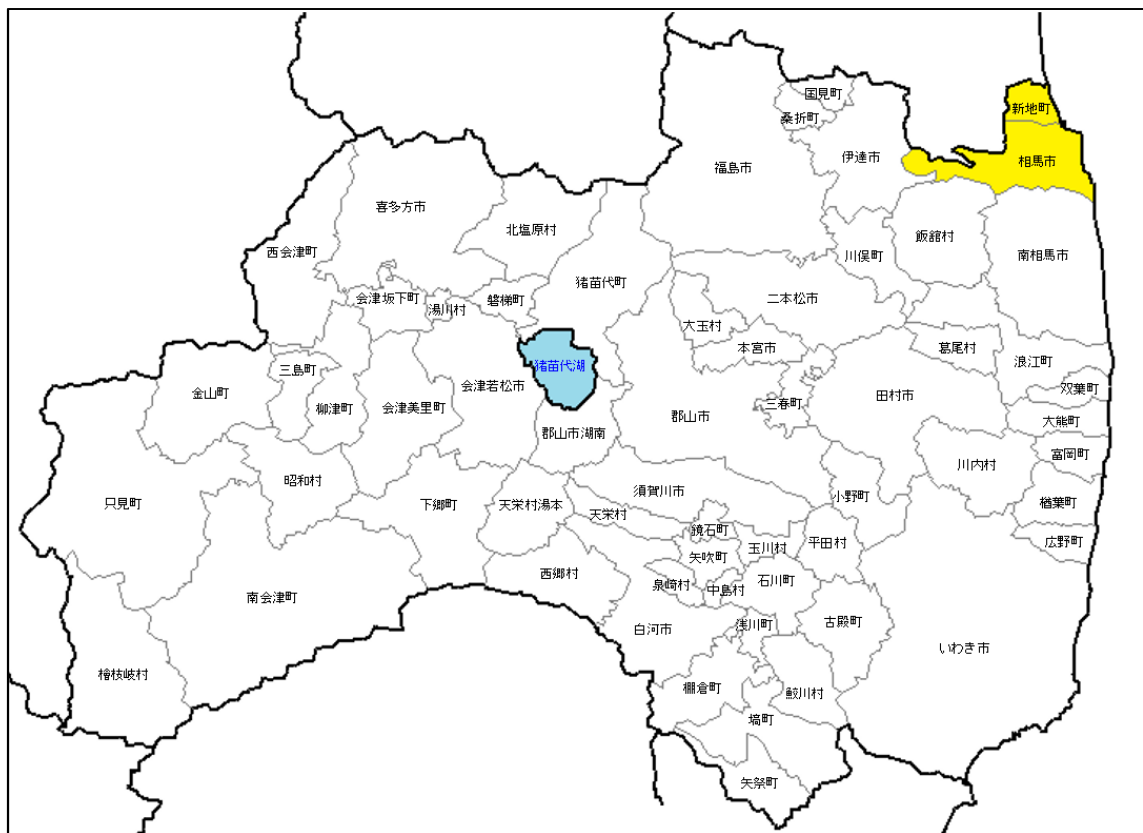 国見町
新地町
桑折町
伊達市
相馬市
福島市
喜多方市
北塩原村
飯舘村
西会津町
川俣町
南相馬市
猪苗代町
会津坂下町
湯川村
磐梯町
二本松市
大玉村
本宮市
葛尾村
浪江町
猪苗代湖
三島町
会津若松市
双葉町
金山町
柳津町
会津美里町
三春町
田村市
郡山市
大熊町
郡山市湖南
富岡町
川内村
昭和村
須賀川市
小野町
只見町
下郷町
天栄村湯本
楢葉町
天栄村
鏡石町
玉川村
平田村
広野町
矢吹町
西郷村
泉崎村
中島村
石川町
南会津町
白河市
浅川町
古殿町
いわき市
檜枝岐村
棚倉町
鮫川村
塙町
矢祭町